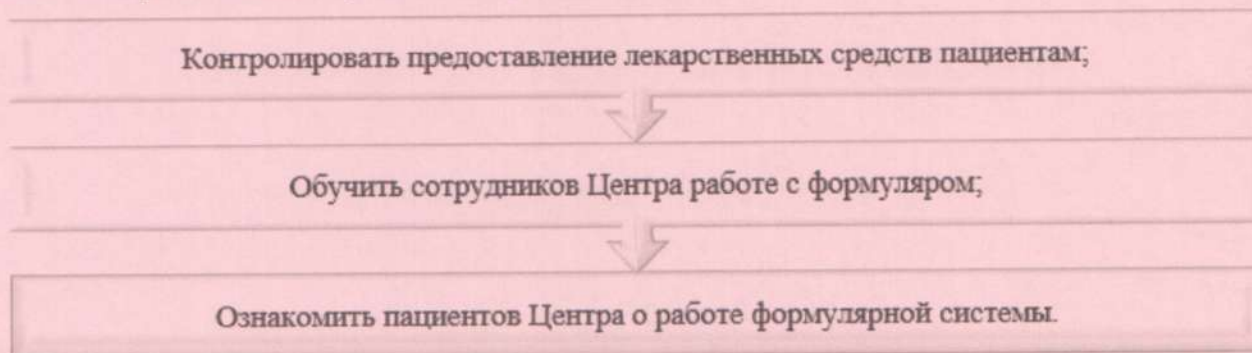 Контролировать предоставление лекарственных средств пациентам;
Обучить сотрудников Центра работе с формуляром;
Ознакомить пациентов Центра о работе формулярной системы.